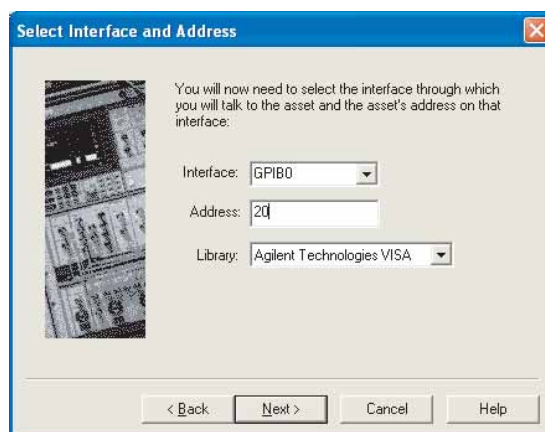 Select Interface and Address
You will now need to select the interface through which
you will talk to the asset and the asset's address on that
interface:
Interface: GPIB0
Address: 20
Library: Agilent Technologies VISA
< Back Next > Cancel Help